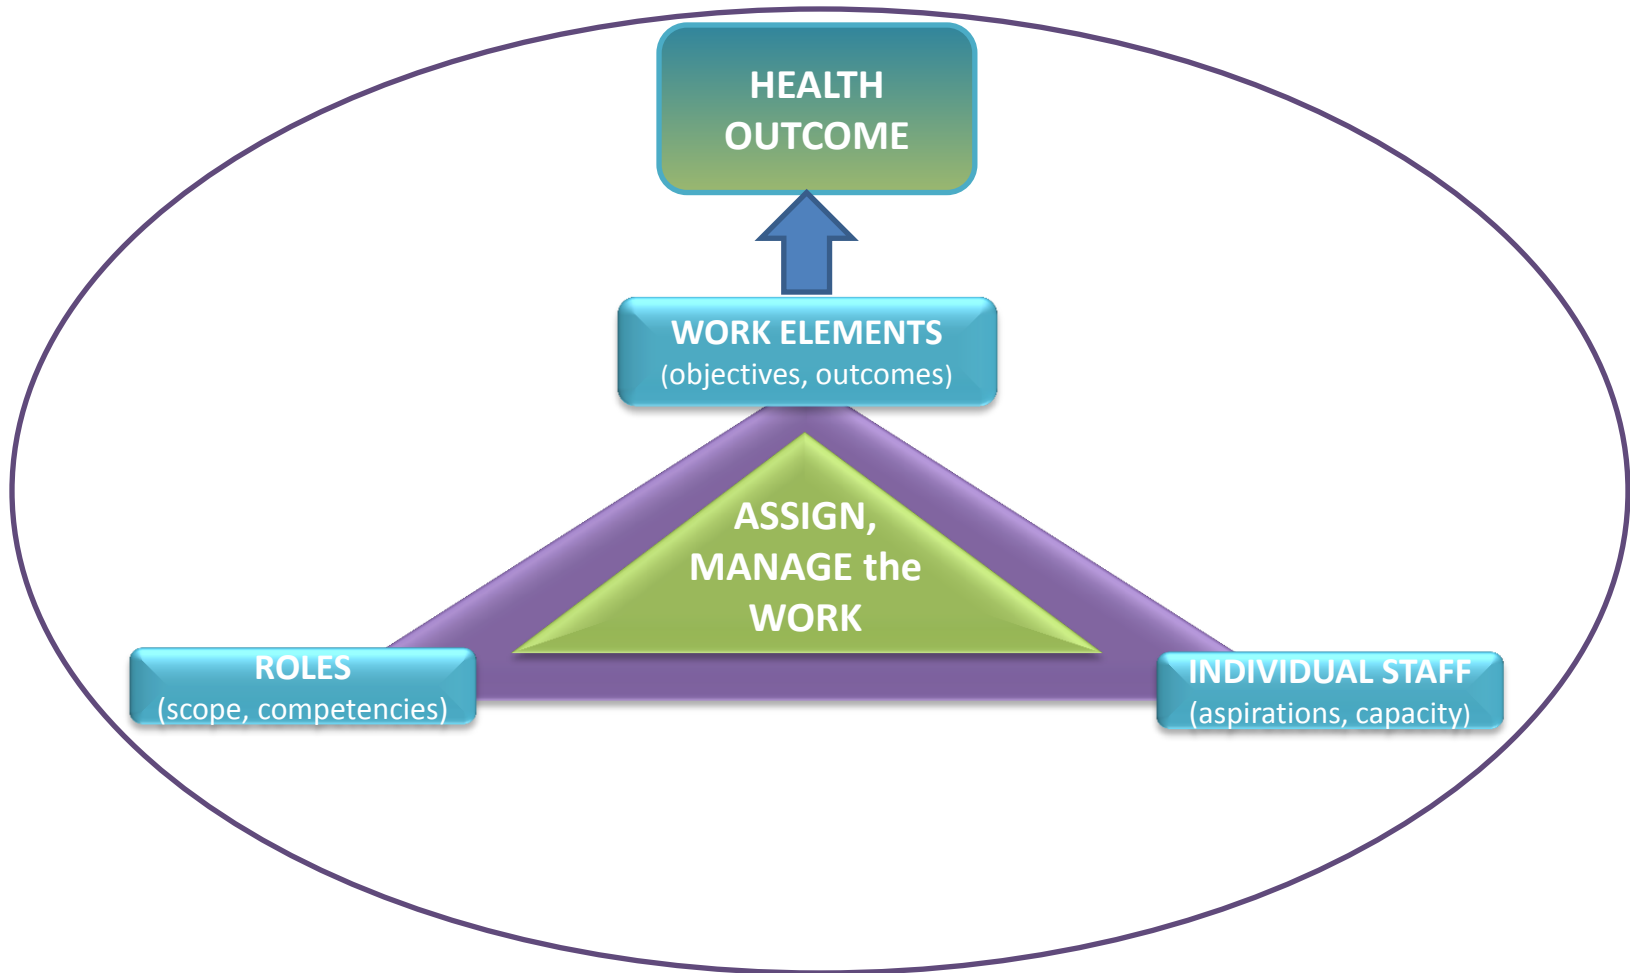 HEALTH
OUTCOME
WORK ELEMENTS
(objectives, outcomes)
ASSIGN,
MANAGE the
WORK
ROLES
(scope, competencies)
INDIVIDUAL STAFF
(aspirations, capacity)